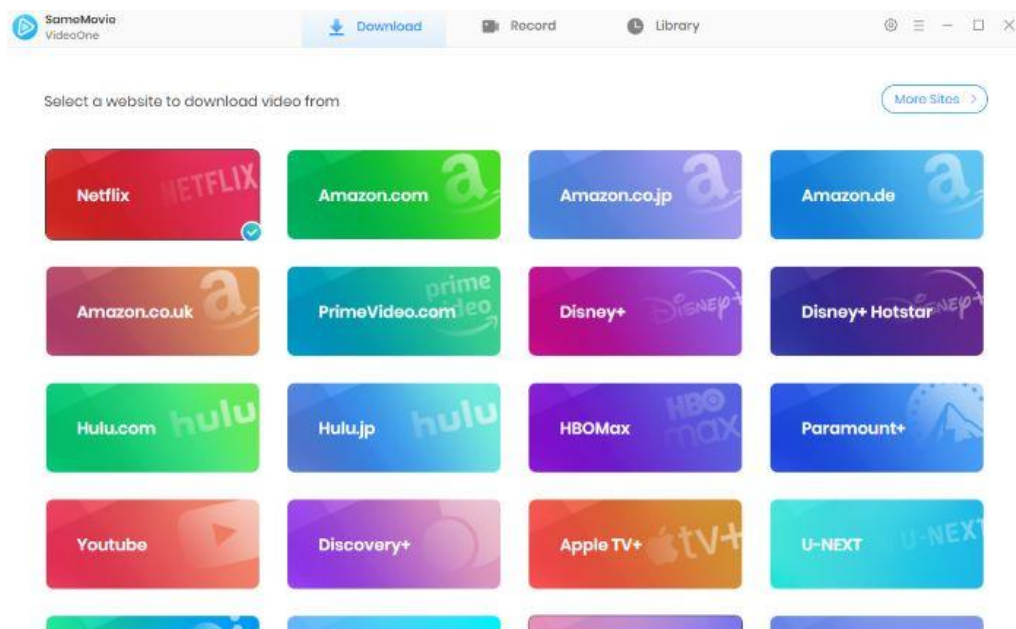 SameMovie
VideoOne
Download
Record
Library
Select a website to download video from
More Sites
Netflix
NETFLIX
Amazon.com
a
Amazon.co.jp
a
Amazon.de
a
Amazon.co.uk
a
PrimeVideo.com
prime
video
Disney+
DISNEY+
Disney+ Hotstar
DISNEY+
Hulu.com
hulu
Hulu.jp
hulu
HBOMax
HBO
max
Paramount+
Youtube
Discovery+
Apple TV+
tv+
U-NEXT
U-NEXT